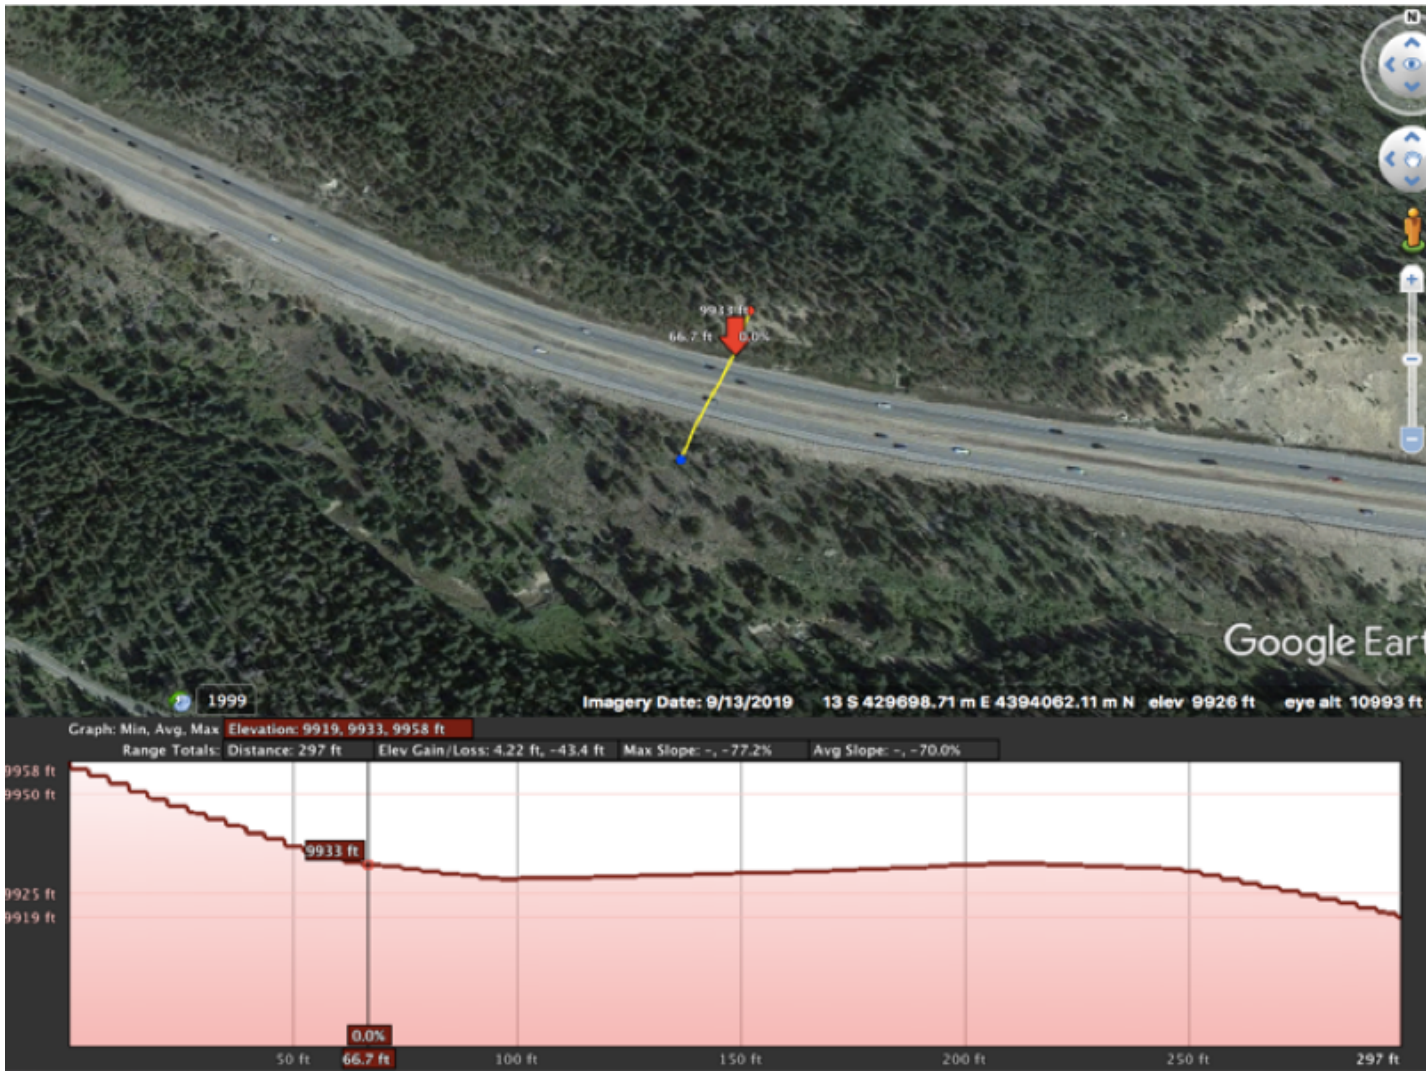 N
9933 ft
66.7 ft 0.0%
Google Ear
1999
Imagery Date: 9/13/2019 13 S 429698.71 m E 4394062.11 m N elev 9926 ft eye alt 10993 ft
Graph: Min, Avg, Max Elevation: 9919, 9933, 9958 ft
Range Totals: Distance: 297 ft Elev Gain/Loss: 4.22 ft, -43.4 ft Max Slope: -, -77.2% Avg Slope: -, -70.0%
9958 ft
9950 ft
9933 ft
9925 ft
9919 ft
0.0%
50 ft 66.7 ft 100 ft 150 ft 200 ft 250 ft 297 ft